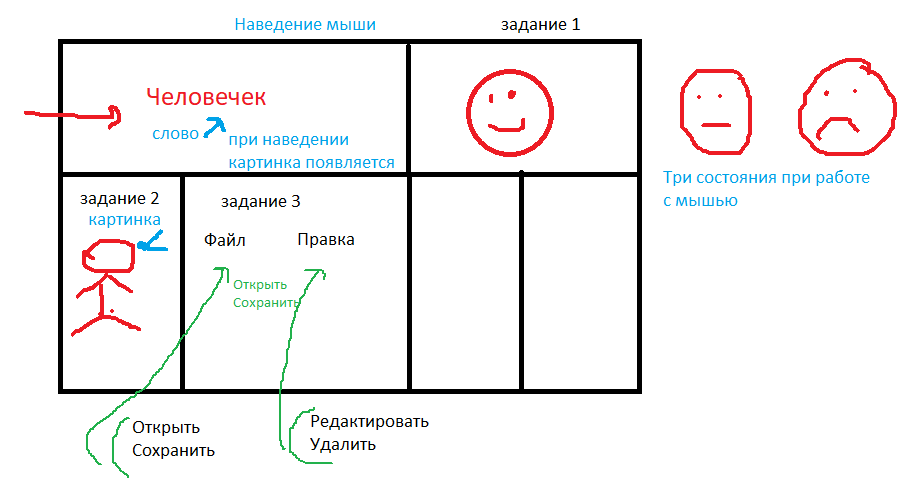 Наведение мыши
задание 1
Человечек
слово
при наведении
картинка появляется
Три состояния при работе
с мышью
задание 2
картинка
задание 3
Файл
Правка
Открыть
Сохранить
Открыть
Сохранить
Редактировать
Удалить